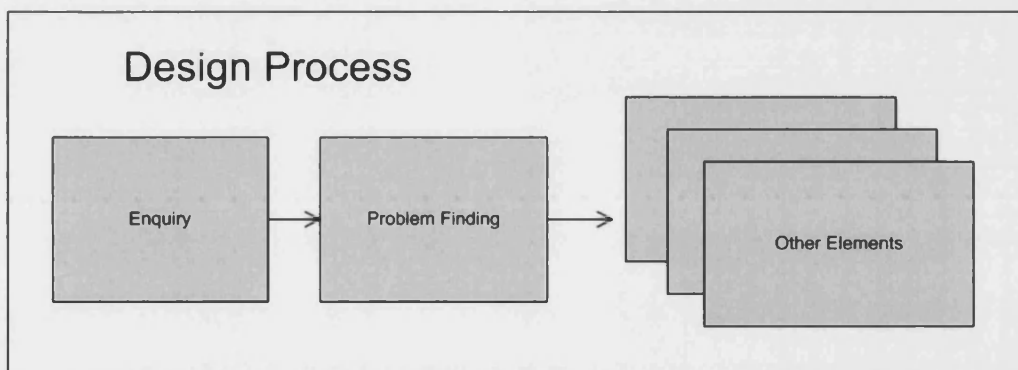 Design Process
Enquiry
Problem Finding
Other Elements